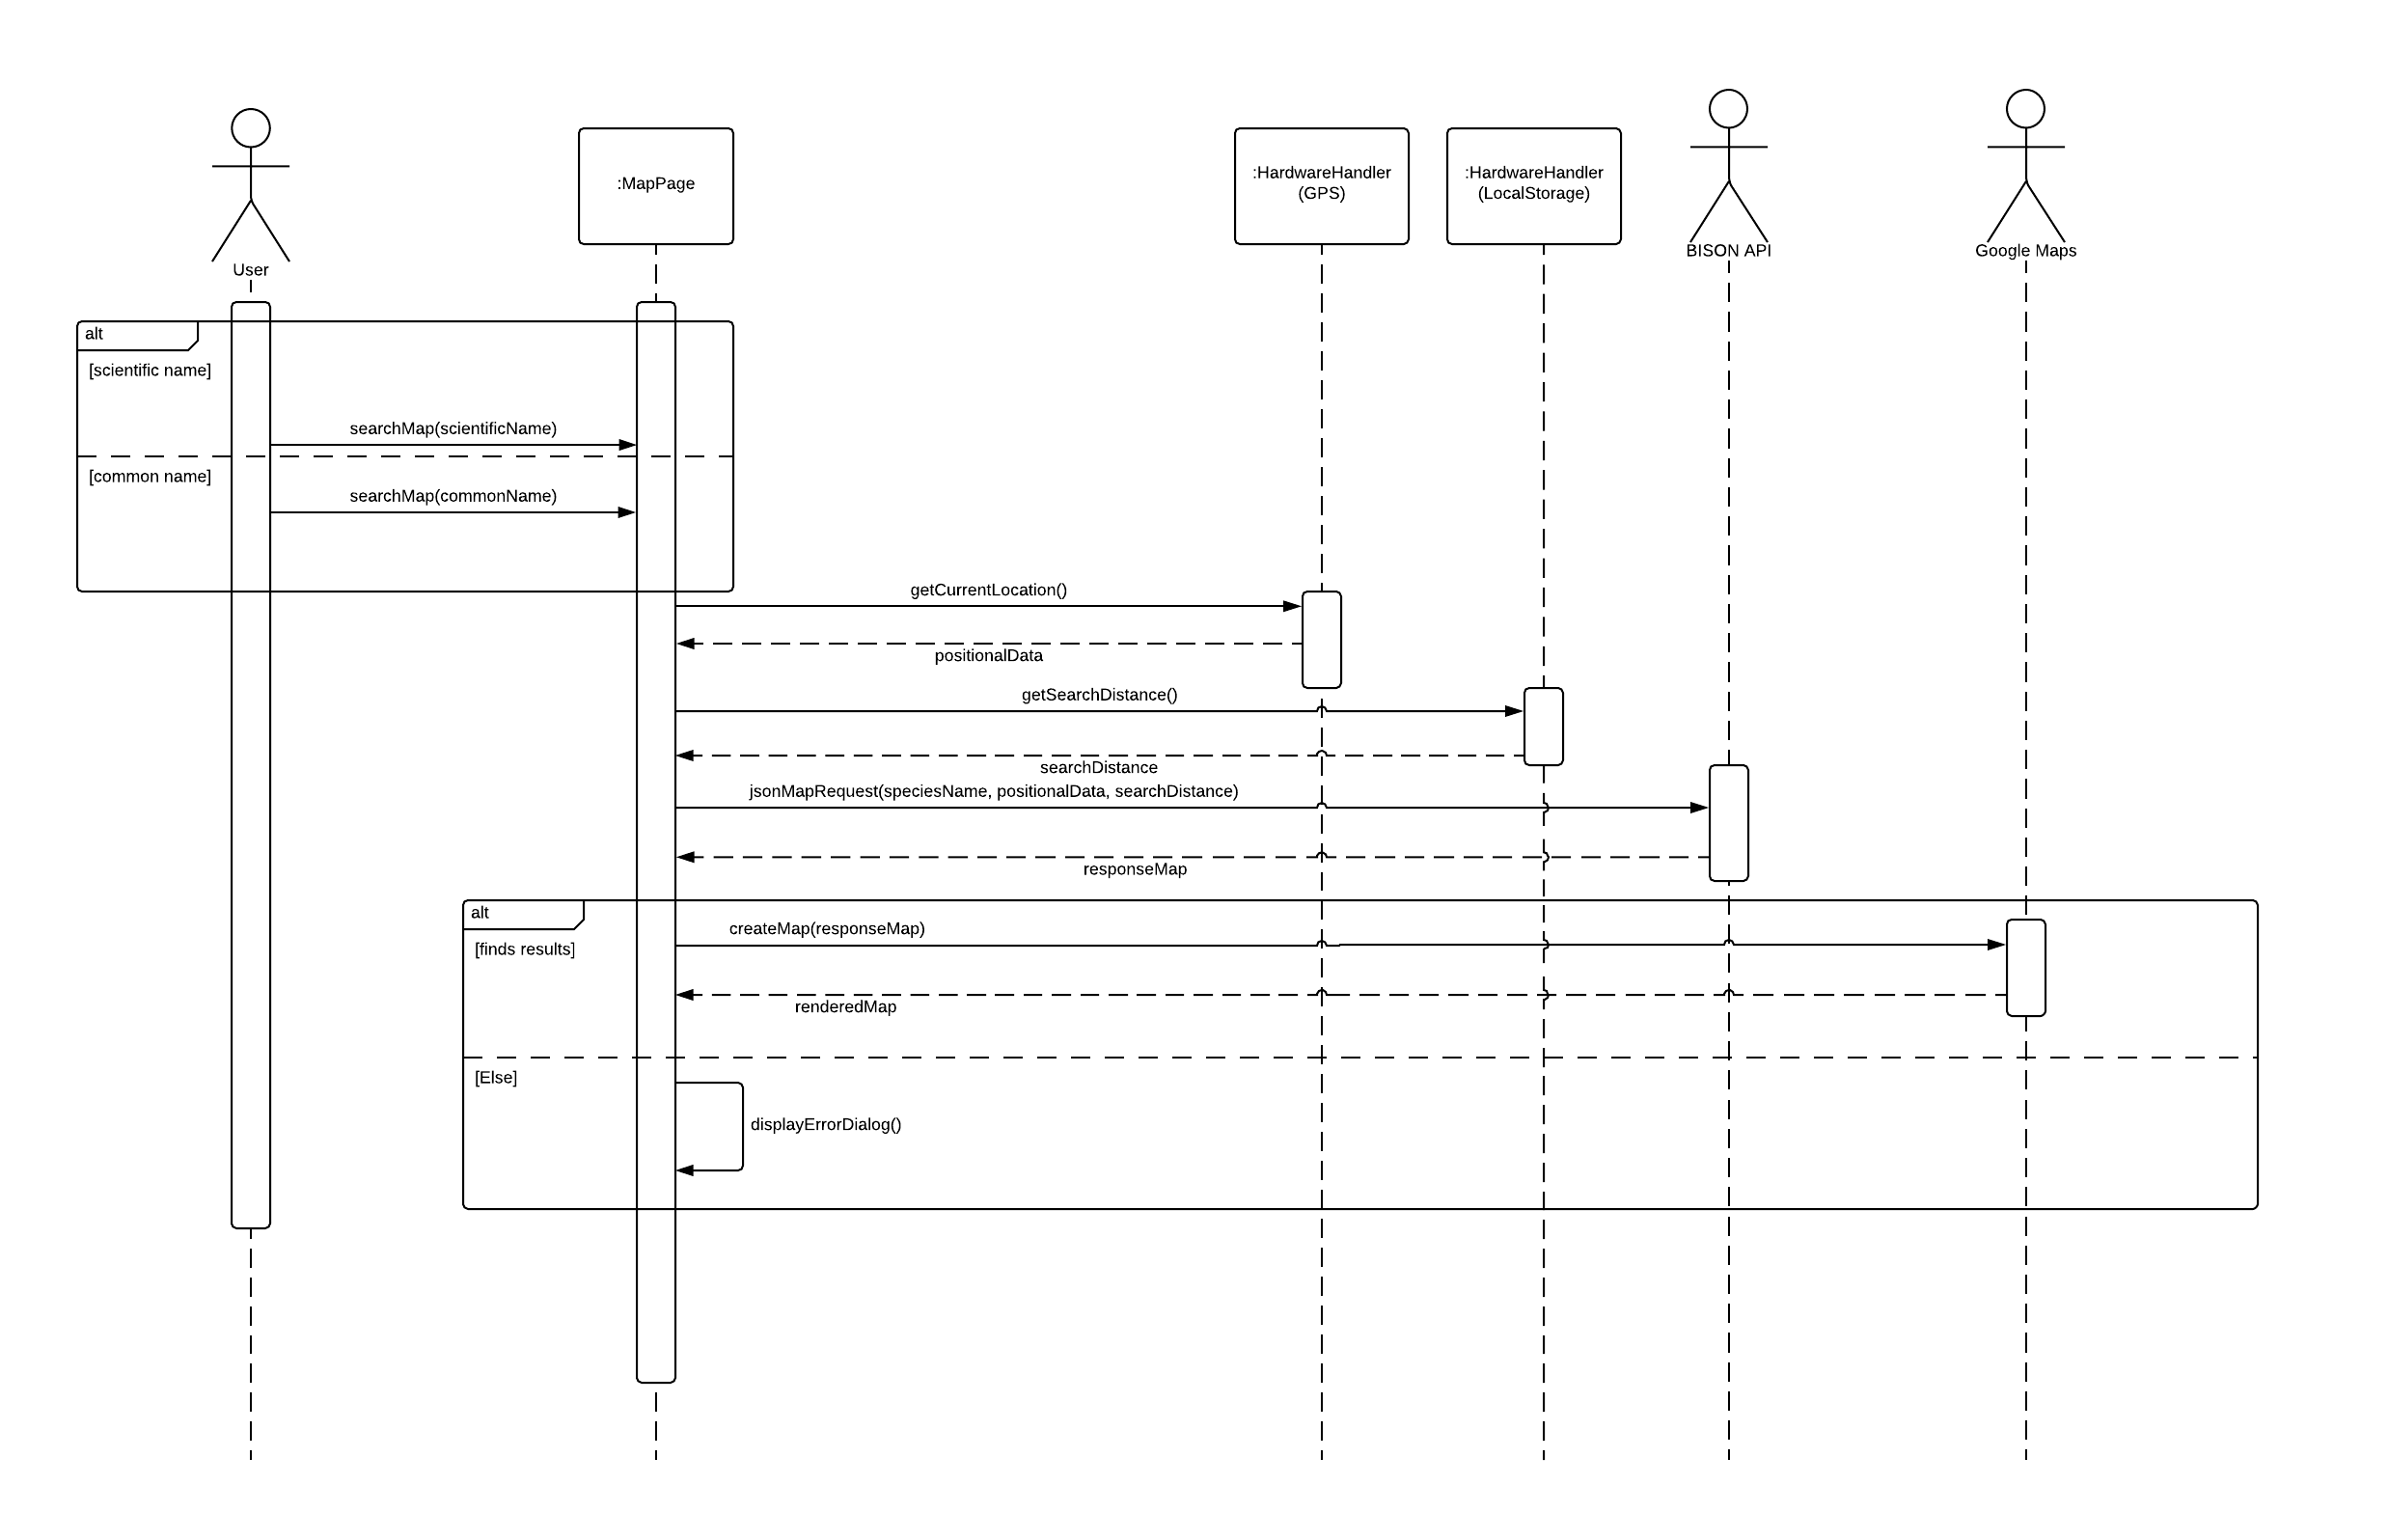 User
:MapPage
:HardwareHandler
(GPS)
:HardwareHandler
(LocalStorage)
BISON API
Google Maps
alt
[scientific name]
searchMap(scientificName)
[common name]
searchMap(commonName)
getCurrentLocation()
positionalData
getSearchDistance()
searchDistance
jsonMapRequest(speciesName, positionalData, searchDistance)
responseMap
alt
createMap(responseMap)
[finds results]
renderedMap
[Else]
displayErrorDialog()